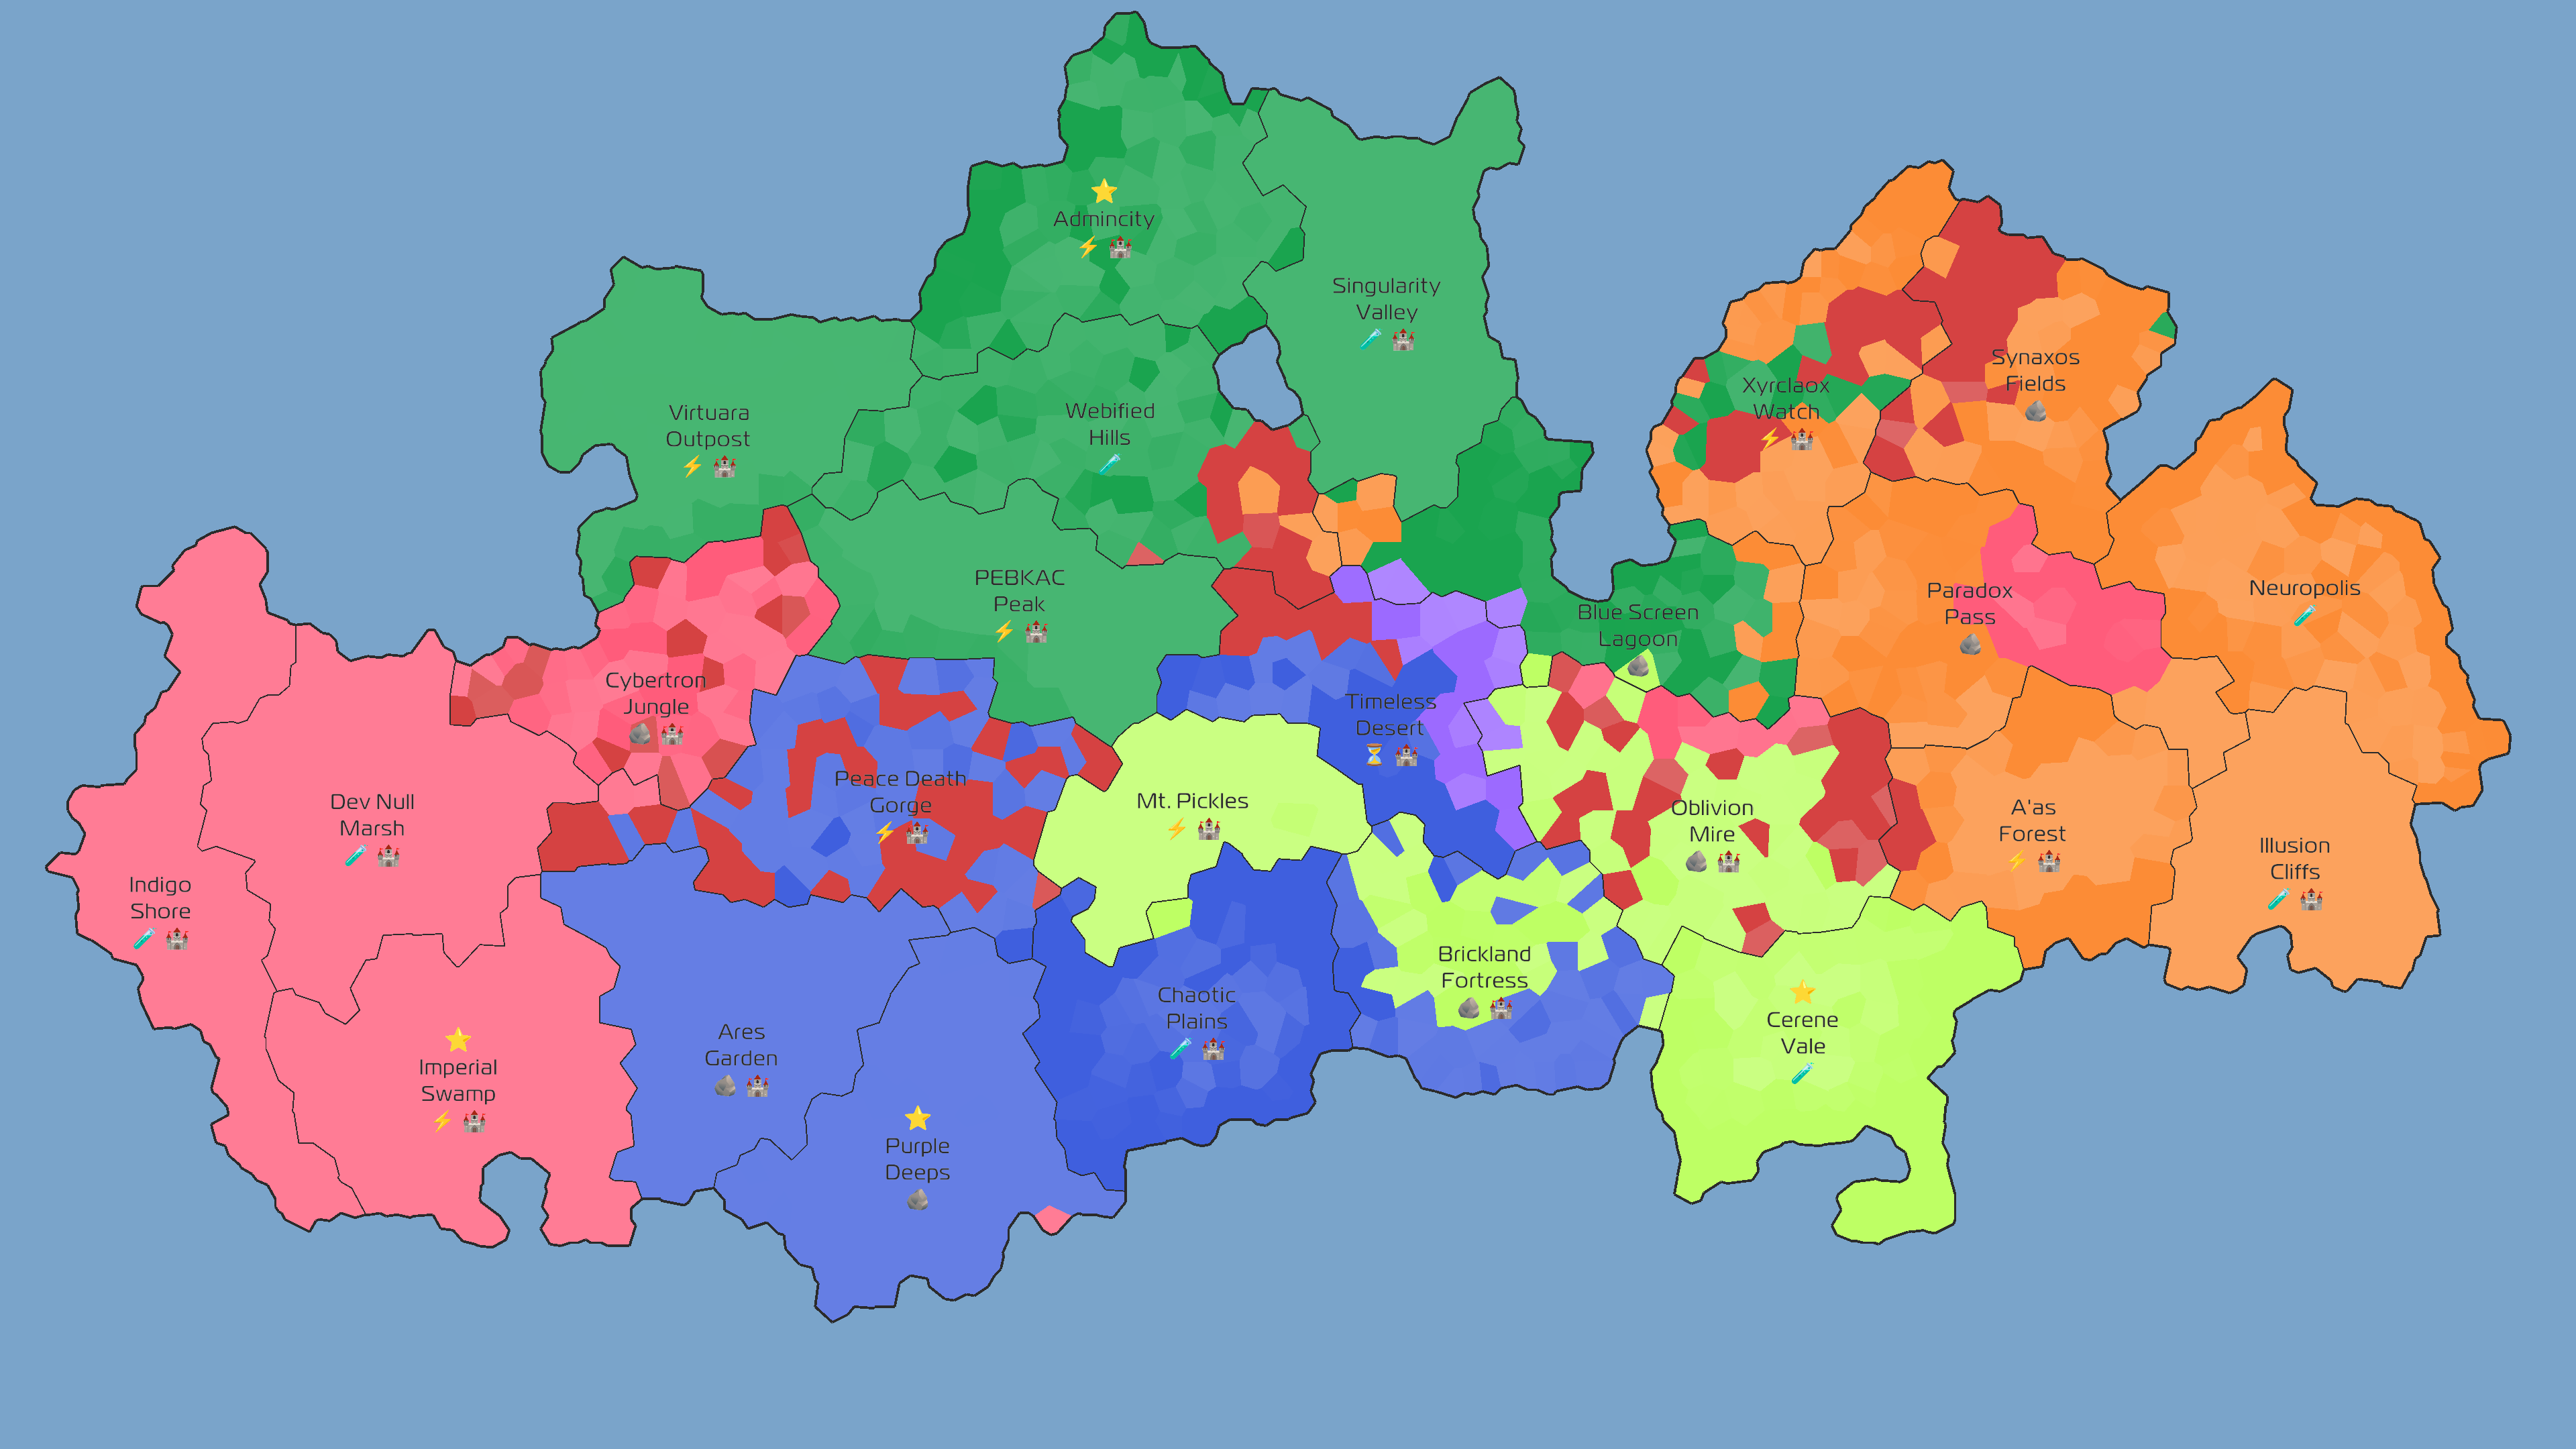 Admincity
Singularity
Valley
Synaxos
Fields
Xyrclaox
Watch
Virtuara
Outpost
Webified
Hills
PEBKAC
Peak
Blue Screen
Lagoon
Paradox
Pass
Neuropolis
Cybertron
Jungle
Timeless
Desert
Peace Death
Gorge
Mt. Pickles
Oblivion
Mire
A'as
Forest
Dev Null
Marsh
Illusion
Cliffs
Indigo
Shore
Brickland
Fortress
Chaotic
Plains
Cerene
Vale
Ares
Garden
Imperial
Swamp
Purple
Deeps